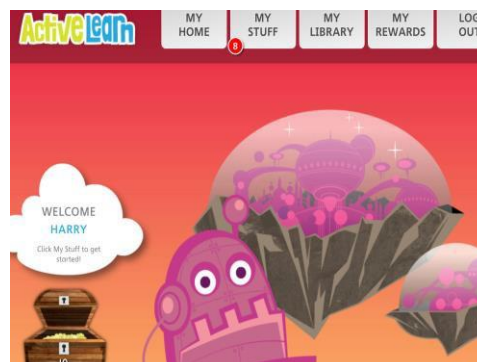 ActiveLearn
MY HOME
MY STUFF
MY LIBRARY
MY REWARDS
LOG OUT
8
WELCOME
HARRY
Click My Stuff to get
started!